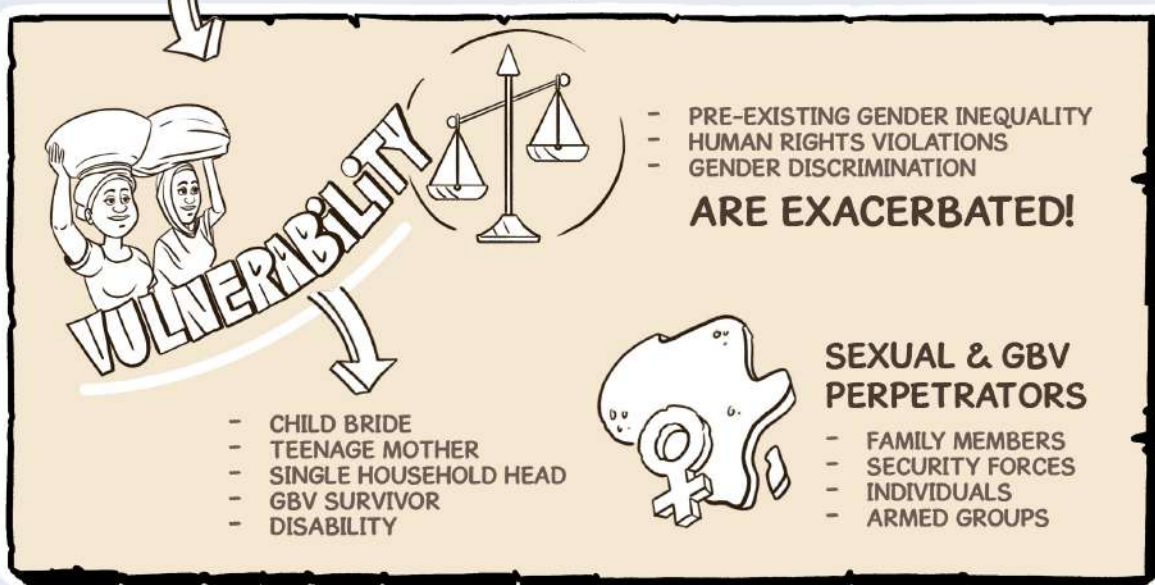 VULNERABILITY
- PRE-EXISTING GENDER INEQUALITY
- HUMAN RIGHTS VIOLATIONS
- GENDER DISCRIMINATION
ARE EXACERBATED!
- CHILD BRIDE
- TEENAGE MOTHER
- SINGLE HOUSEHOLD HEAD
- GBV SURVIVOR
- DISABILITY
SEXUAL & GBV
PERPETRATORS
- FAMILY MEMBERS
- SECURITY FORCES
- INDIVIDUALS
- ARMED GROUPS